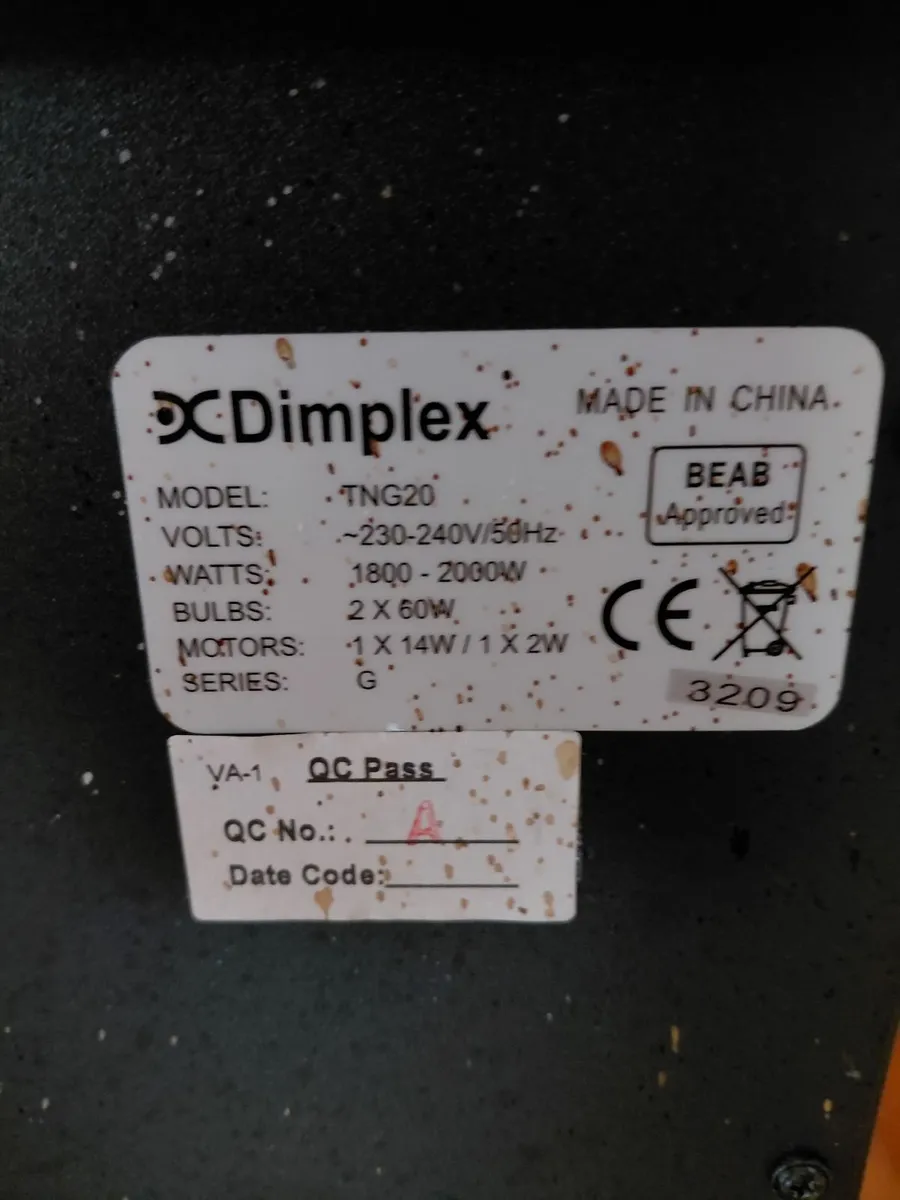 Dimplex
MADE IN CHINA
BEAB
Approved
MODEL: TNG20
VOLTS: ~230-240V/50Hz
WATTS: 1800 - 2000W
BULBS: 2 X 60W
MOTORS: 1 X 14W / 1 X 2W
SERIES: G
CE
3209
VA-1 QC Pass
QC No.: A
Date Code: